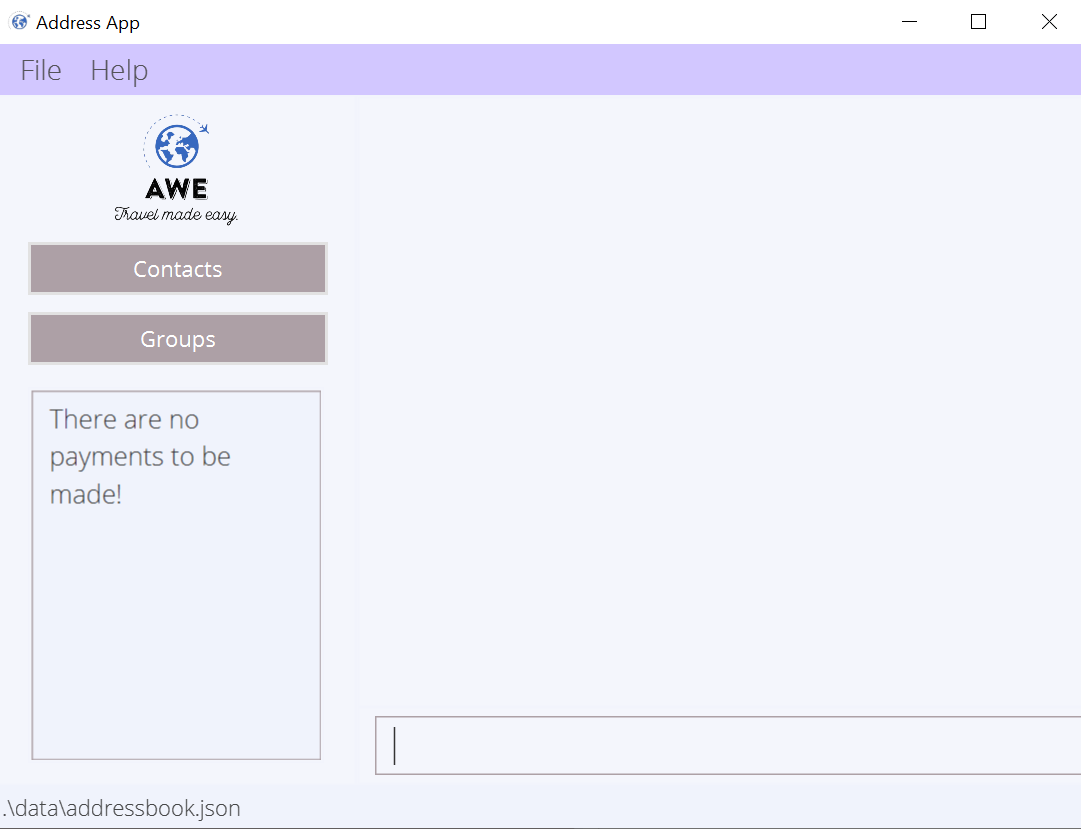 Address App
File Help
AWE
Travel made easy.
Contacts
Groups
There are no
payments to be
made!
.\data\addressbook.json